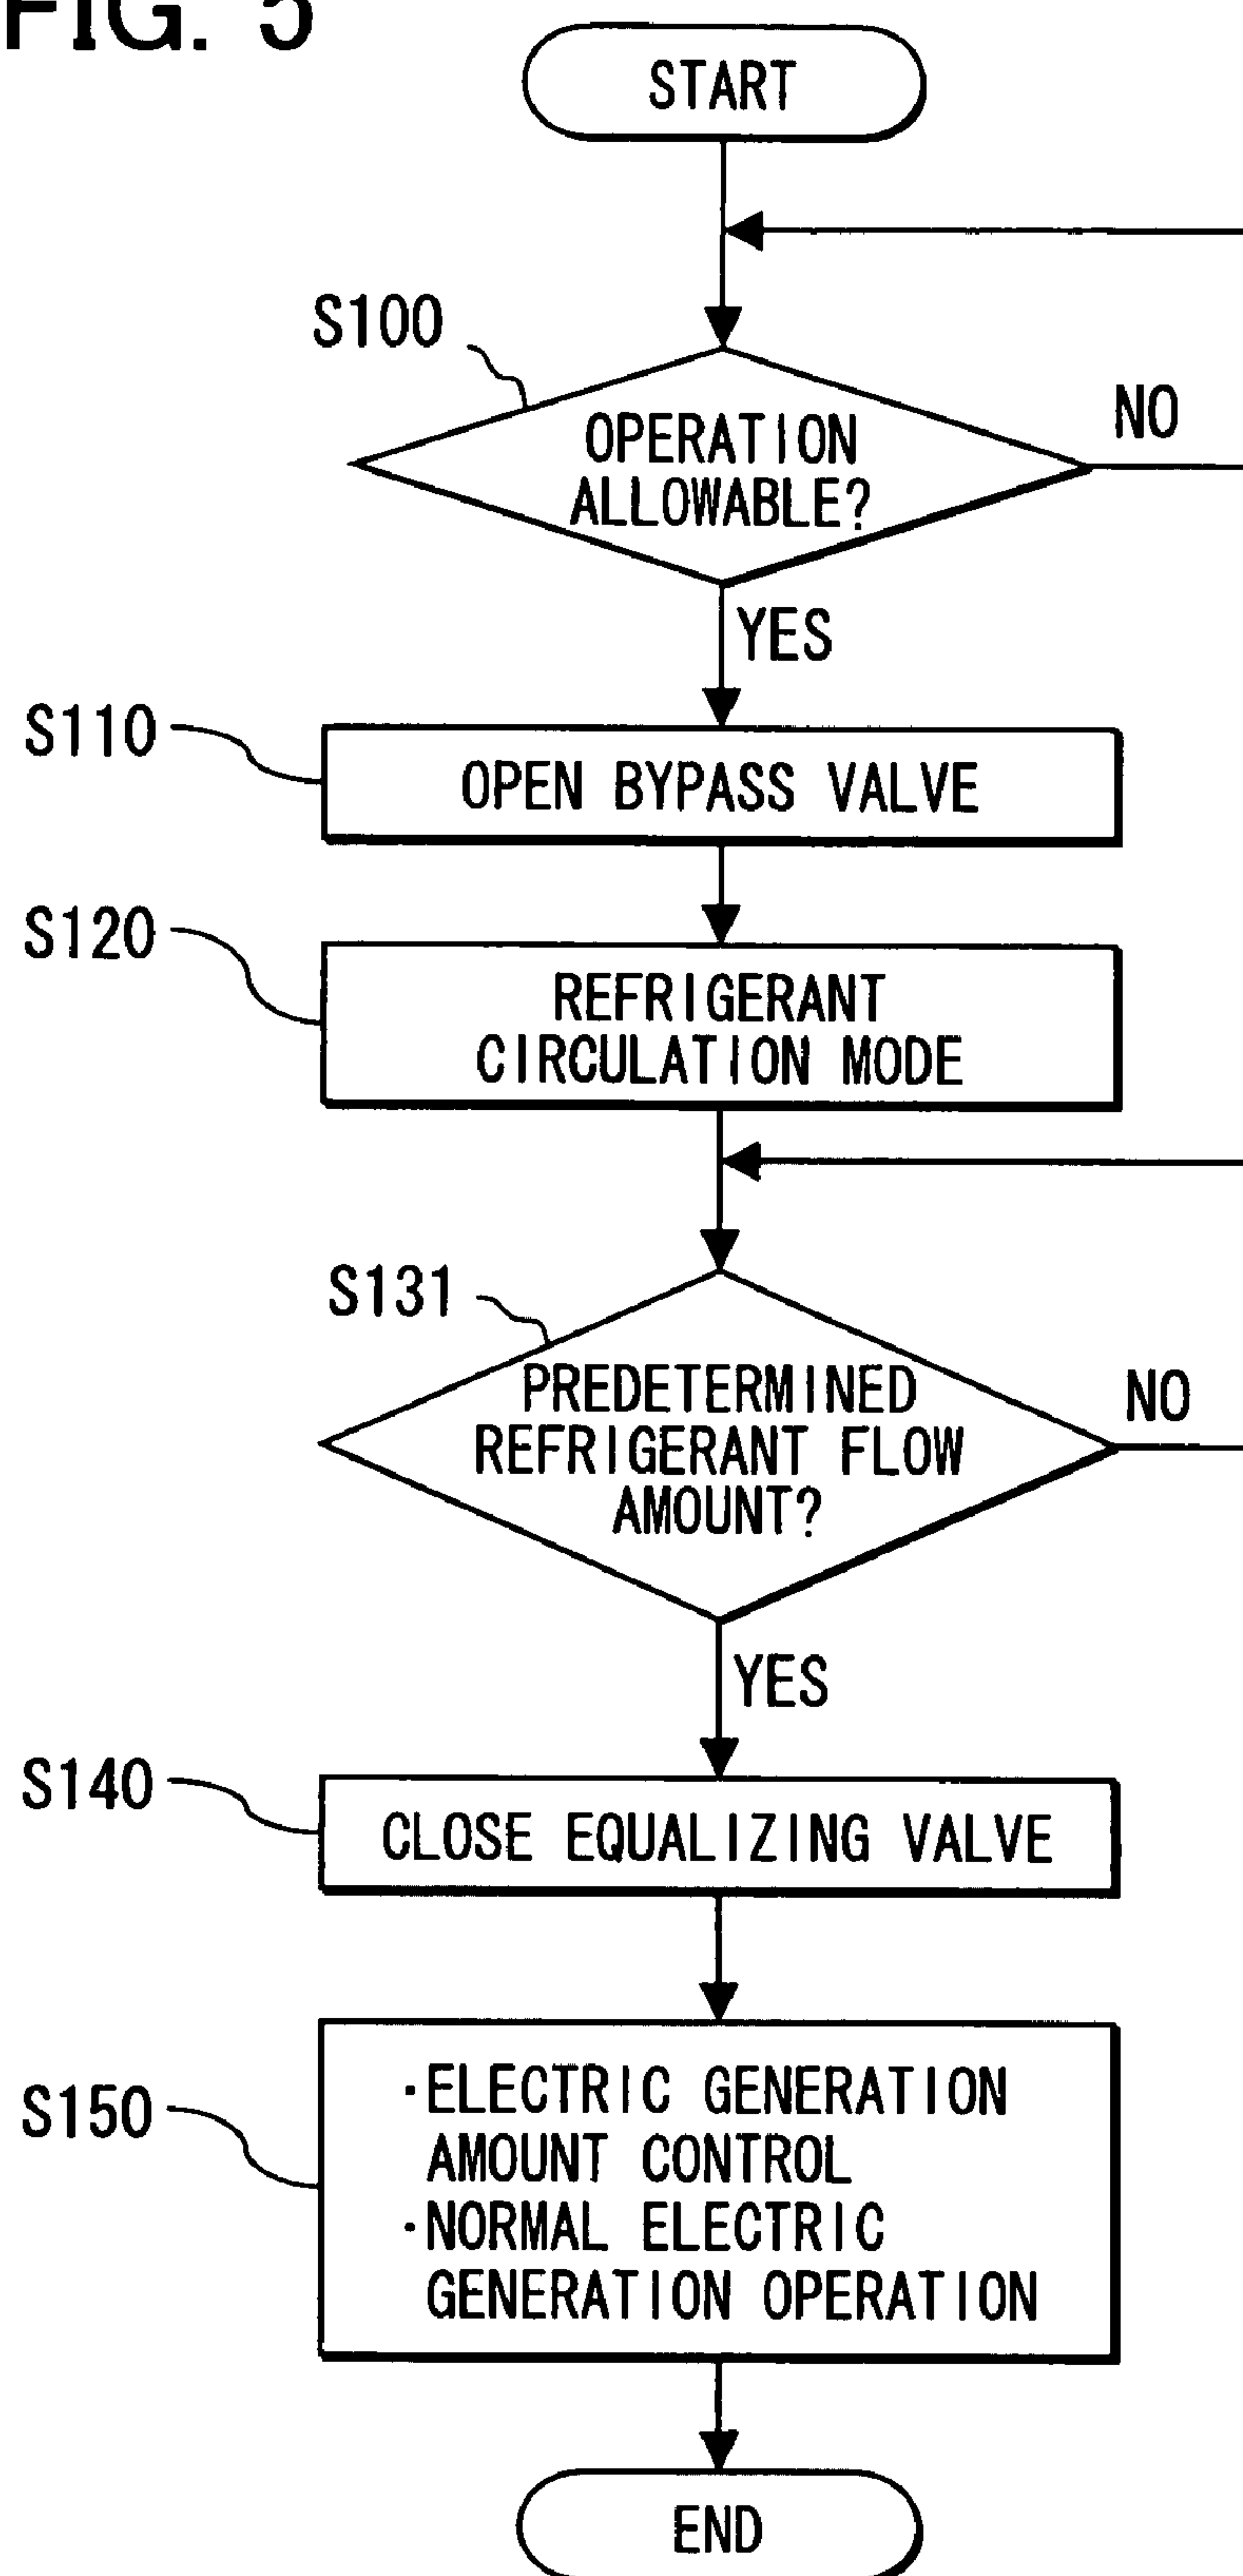 FIG. 5
START
S100
OPERATION
ALLOWABLE?
NO
YES
S110
OPEN BYPASS VALVE
S120
REFRIGERANT
CIRCULATION MODE
S131
PREDETERMINED
REFRIGERANT FLOW
AMOUNT?
NO
YES
S140
CLOSE EQUALIZING VALVE
S150
·ELECTRIC GENERATION
AMOUNT CONTROL
·NORMAL ELECTRIC
GENERATION OPERATION
END